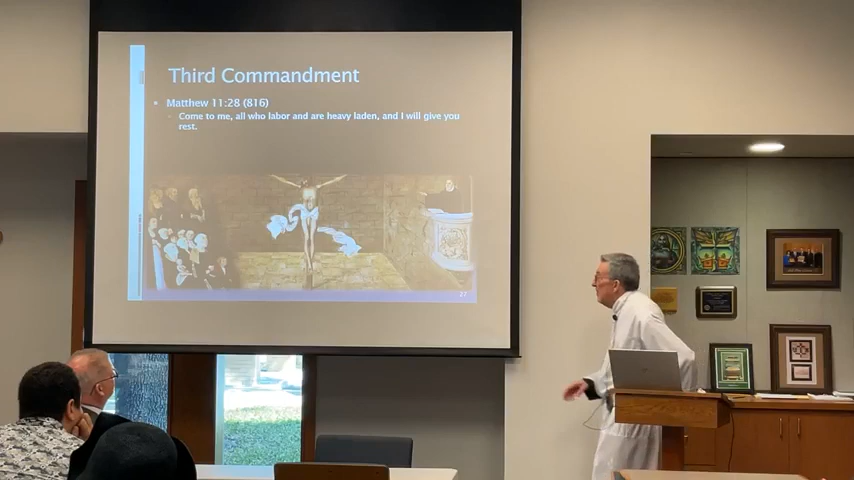 Third Commandment
Matthew 11:28 (816)
Come to me, all who labor and are heavy laden, and I will give you
rest.
37